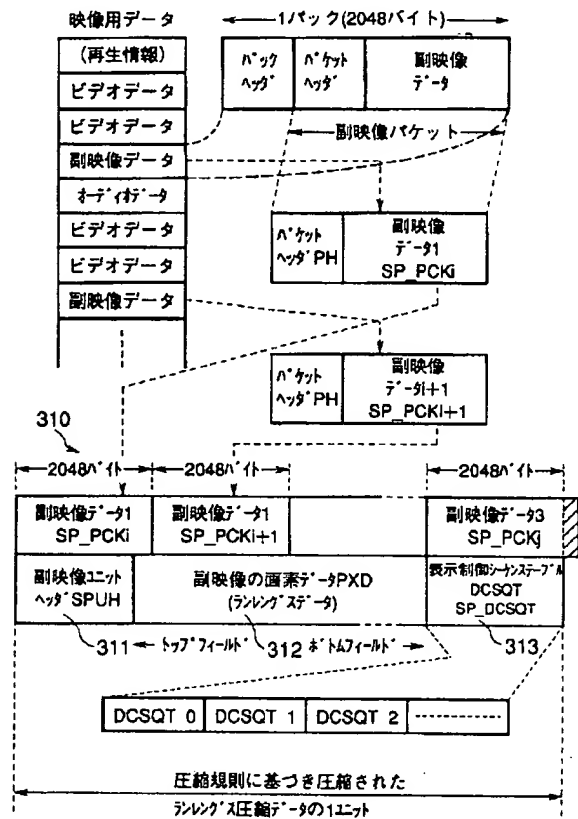 映像用データ
(再生情報)
ビデオデータ
ビデオデータ
副映像データ
オーディオデータ
ビデオデータ
ビデオデータ
副映像データ
1パック(2048バイト)
パック
ヘッダ
パケット
ヘッダ
副映像
データ
副映像パケット
パケット
ヘッダPH
副映像
データ1
SP_PCKi
パケット
ヘッダPH
副映像
データi+1
SP_PCKi+1
310
2048バイト
2048バイト
2048バイト
副映像データ1
SP_PCKi
副映像データ1
SP_PCKi+1
副映像データ3
SP_PCKj
副映像ユニット
ヘッダSPUH
副映像の画素データPXD
(ランレングスデータ)
表示制御シーケンステーブル
DCSQT
SP_DCSQT
311
トップフィールド
312
ボトムフィールド
313
DCSQT 0
DCSQT 1
DCSQT 2
圧縮規則に基づき圧縮された
ランレングス圧縮データの1ユニット